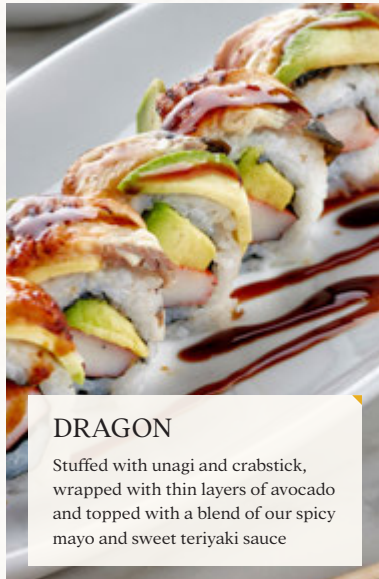 DRAGON
Stuffed with unagi and crabstick,
wrapped with thin layers of avocado
and topped with a blend of our spicy
mayo and sweet teriyaki sauce